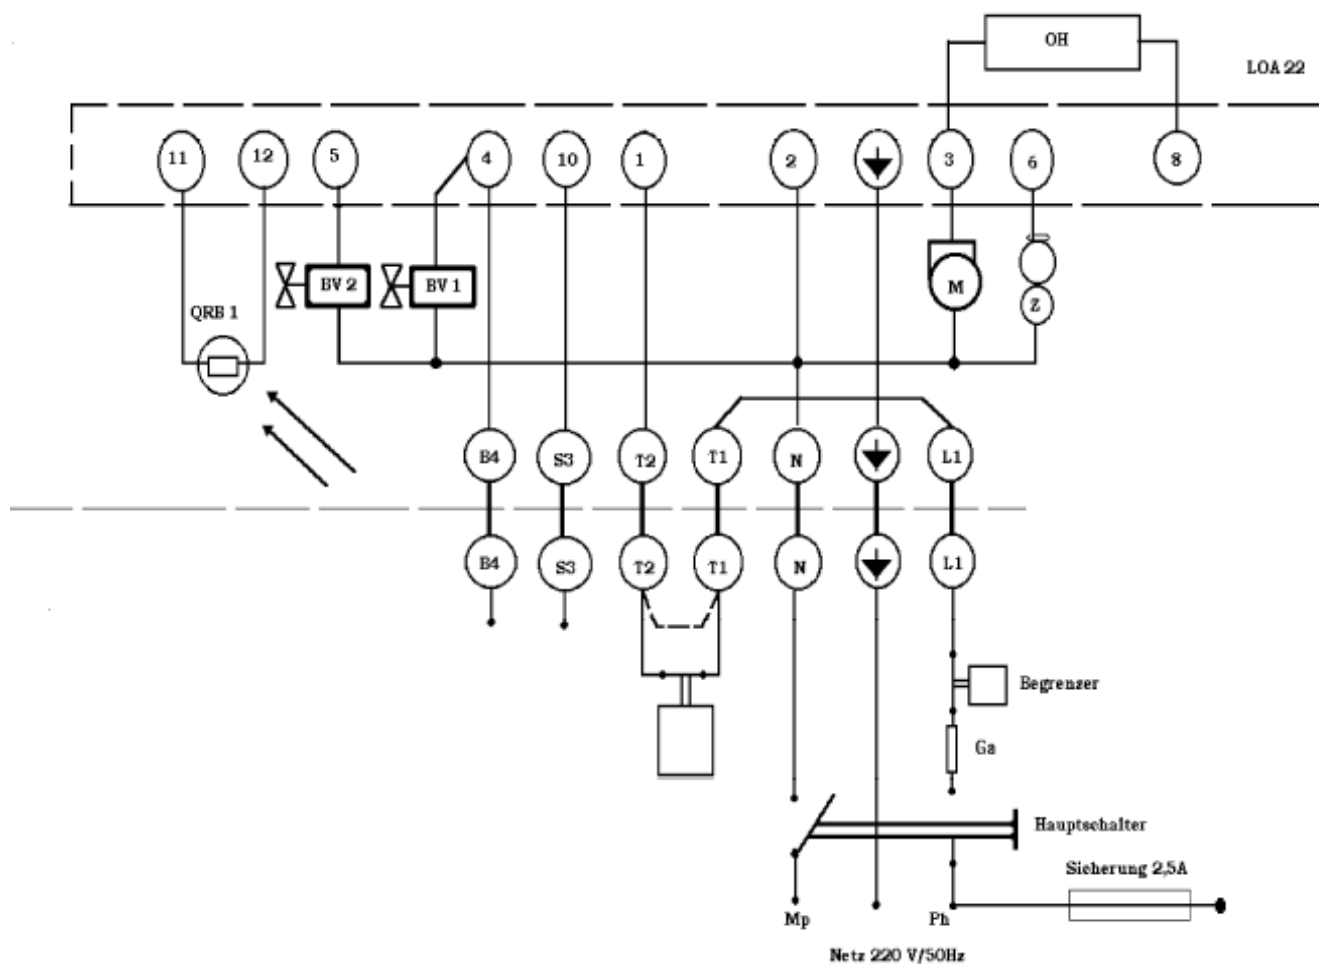 OH
LOA 22
11 12 5 4 10 1 2 3 6 8
BV 2 BV 1 M Z
QRB 1
B4 S3 T2 T1 N L1
B4 S3 T2 T1 N L1
Begrenzer
Ga
Hauptschalter
Sicherung 2,5A
Mp Ph
Netz 220 V/50Hz